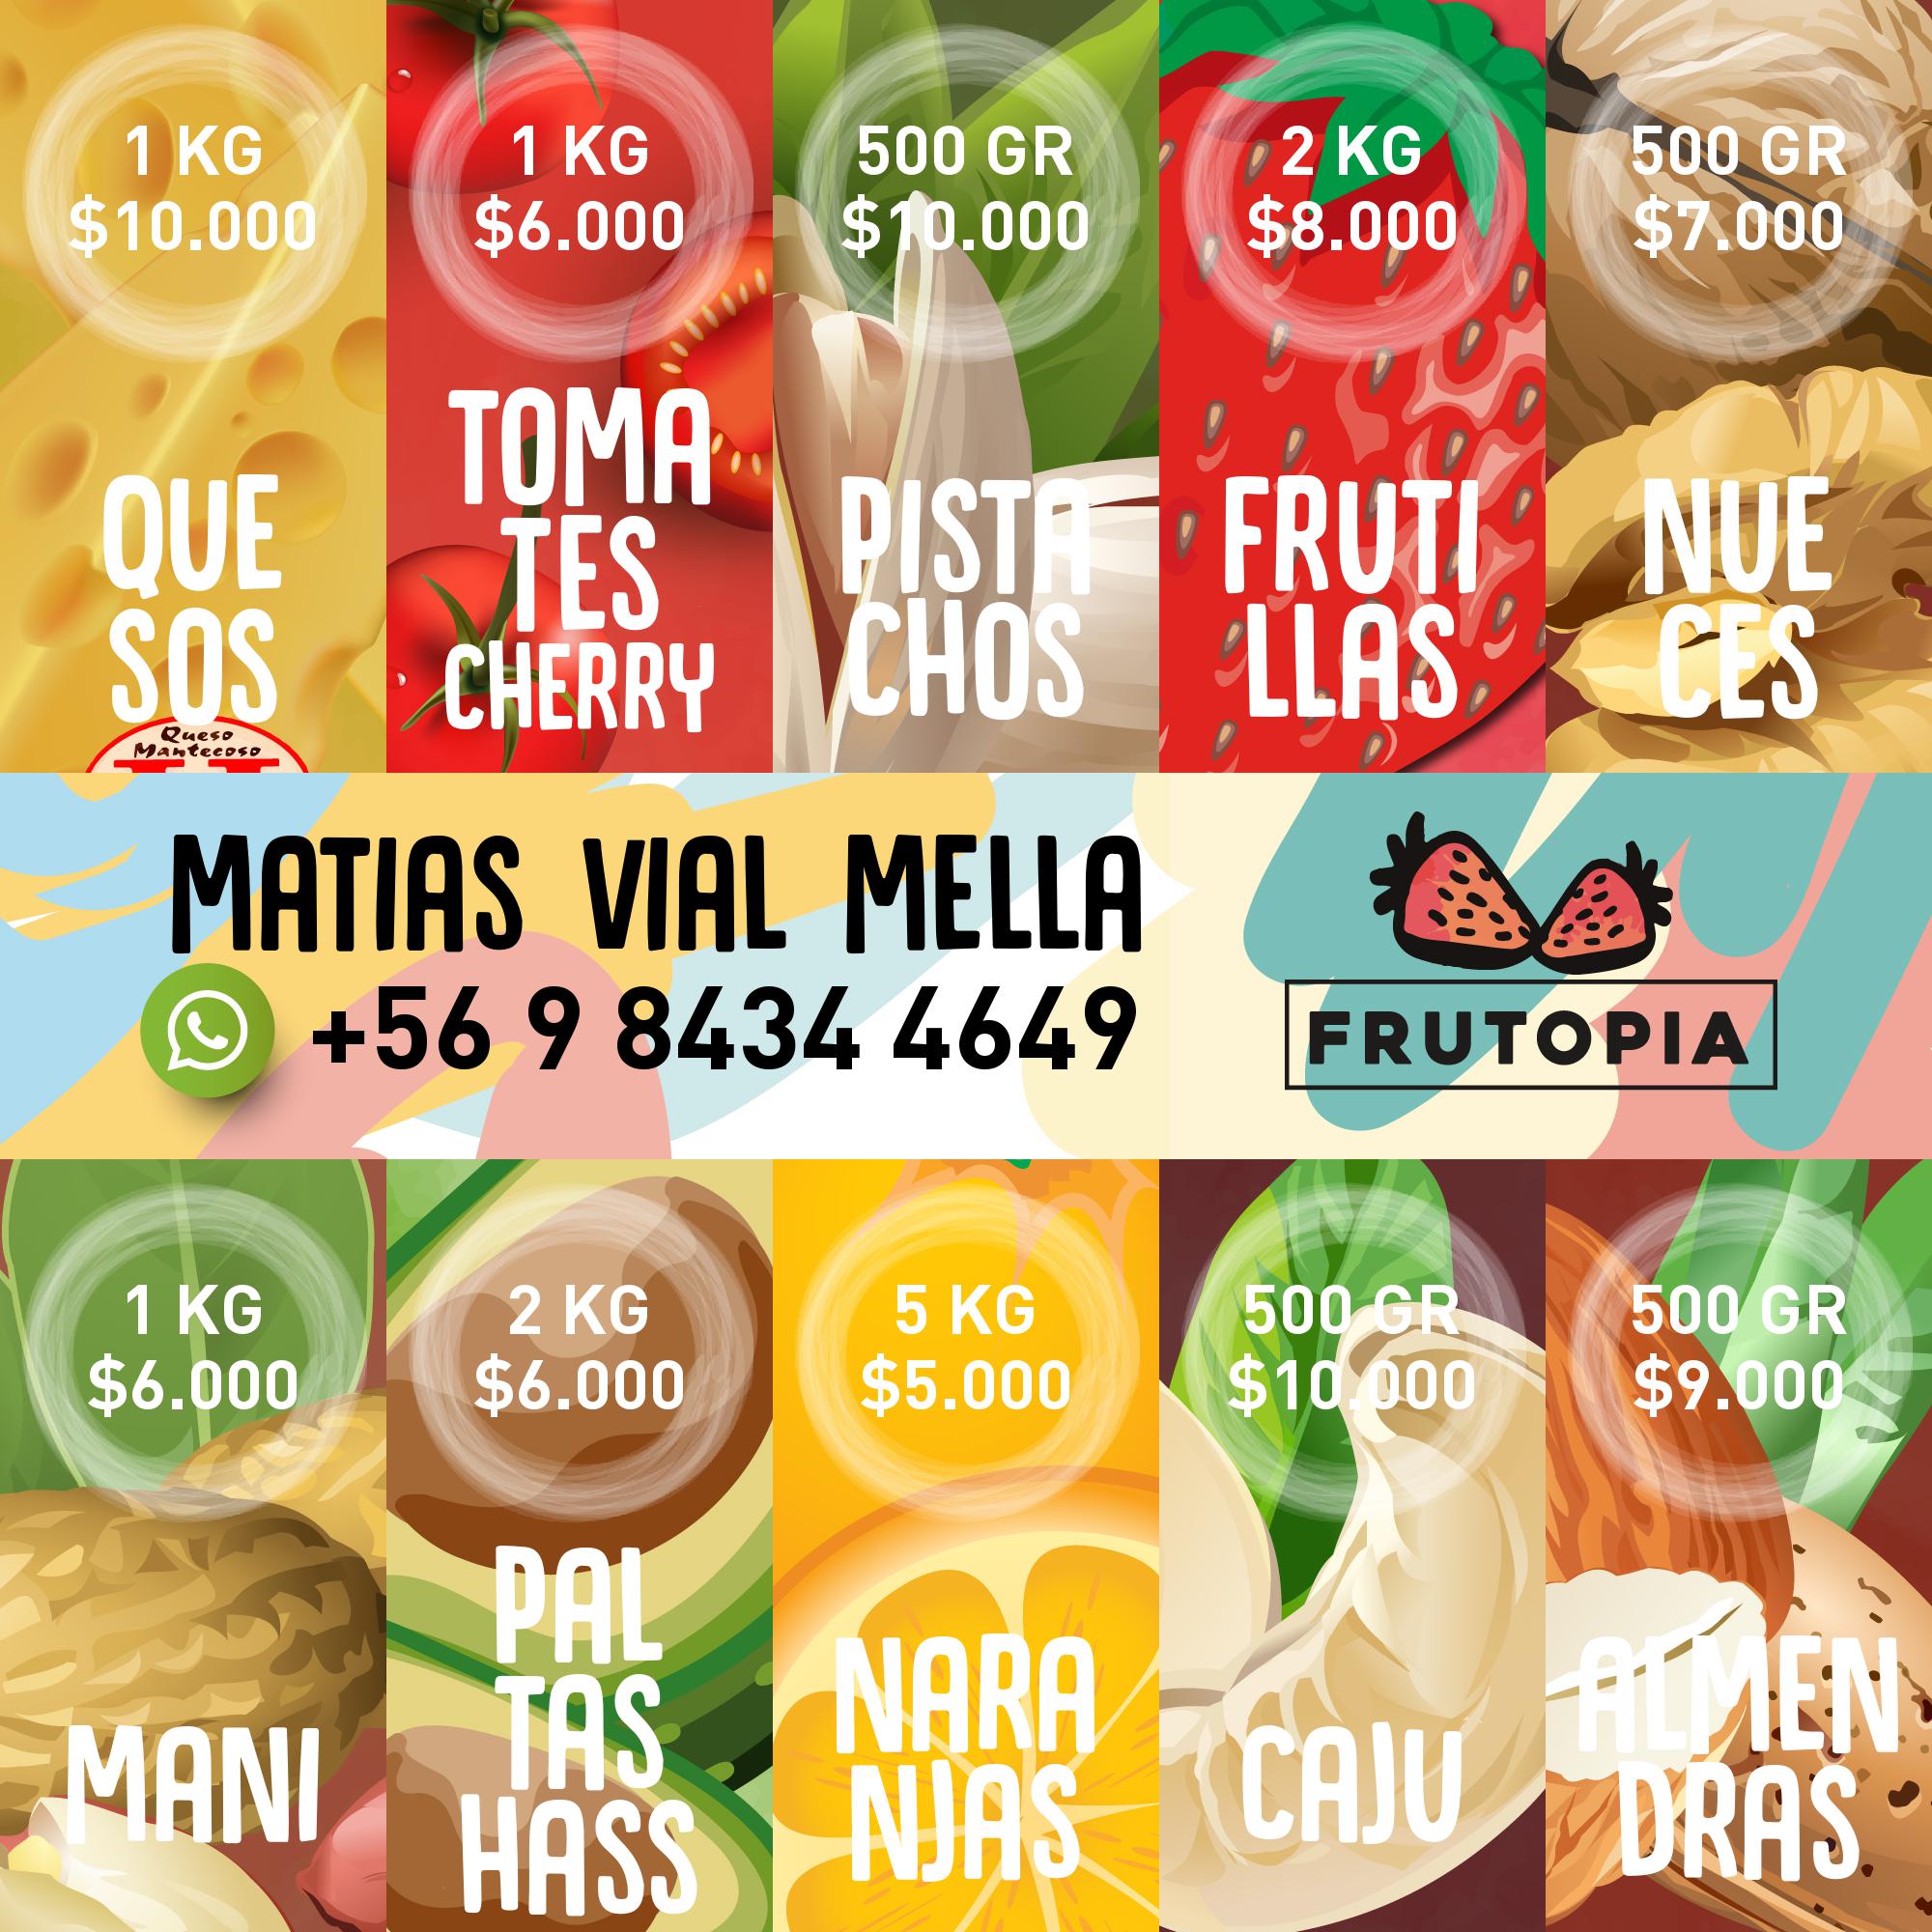 1 KG
$10.000
QUE
SOS
Queso
Mantecoso
1 KG
$6.000
TOMA
TES
CHERRY
500 GR
$10.000
PISTA
CHOS
2 KG
$8.000
FRUTI
LLAS
500 GR
$7.000
NUE
CES
MATIAS VIAL MELLA
+56 9 8434 4649
FRUTOPIA
1 KG
$6.000
MANI
2 KG
$6.000
PAL
TAS
HASS
5 KG
$5.000
NARA
NJAS
500 GR
$10.000
CAJU
500 GR
$9.000
ALMEN
DRAS